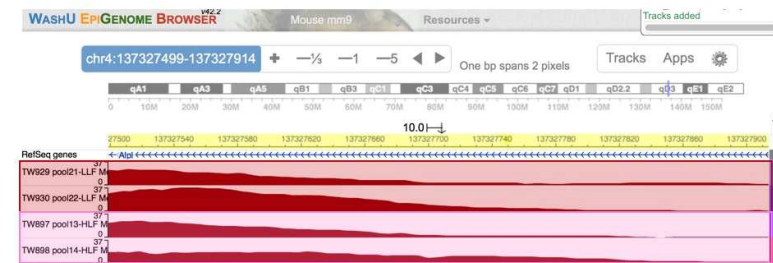 v42.2
WASHU EPIGENOME BROWSER Mouse mm9 Resources Tracks added
chr4:137327499-137327914 + —⅓ —1 —5 One bp spans 2 pixels Tracks Apps
qA1 qA3 qA5 qB1 qB3 qC1 qC3 qC4 qC5 qC6 qC7 qD1 qD2.2 qD3 qE1 qE2
0 10M 20M 30M 40M 50M 60M 70M 80M 90M 100M 110M 120M 130M 140M 150M
10.0
27500 137327540 137327580 137327620 137327660 137327700 137327740 137327780 137327820 137327860 137327900
RefSeq genes Alpl
37
TW929 pool21-LLF M
0
37
TW930 pool22-LLF M
0
37
TW897 pool13-HLF M
0
37
TW898 pool14-HLF M
0